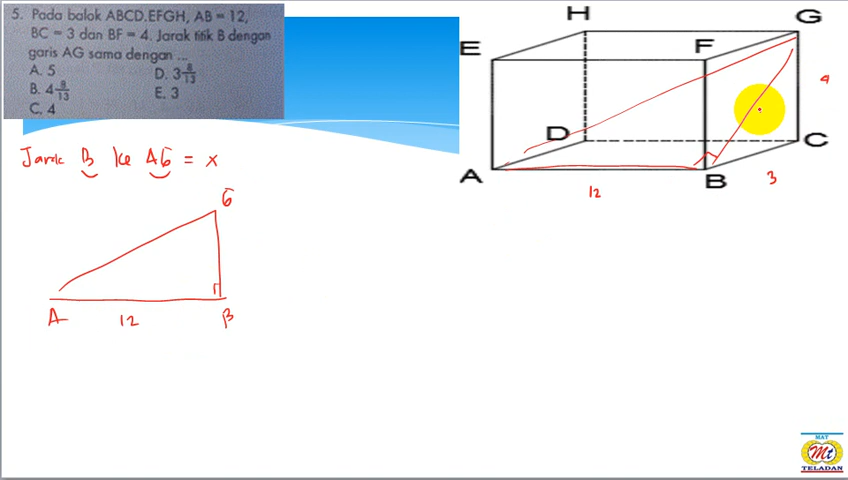 5. Pada balok ABCD.EFGH, AB = 12,
BC = 3 dan BF = 4. Jarak titik B dengan
garis AG sama dengan ...
A. 5 D. 3 8/13
B. 4 8/13 E. 3
C. 4
Jarak B ke AG = x
G
A 12 B
H G
E F
4
D C
A B
12 3
MAT
Mt
TELADAN